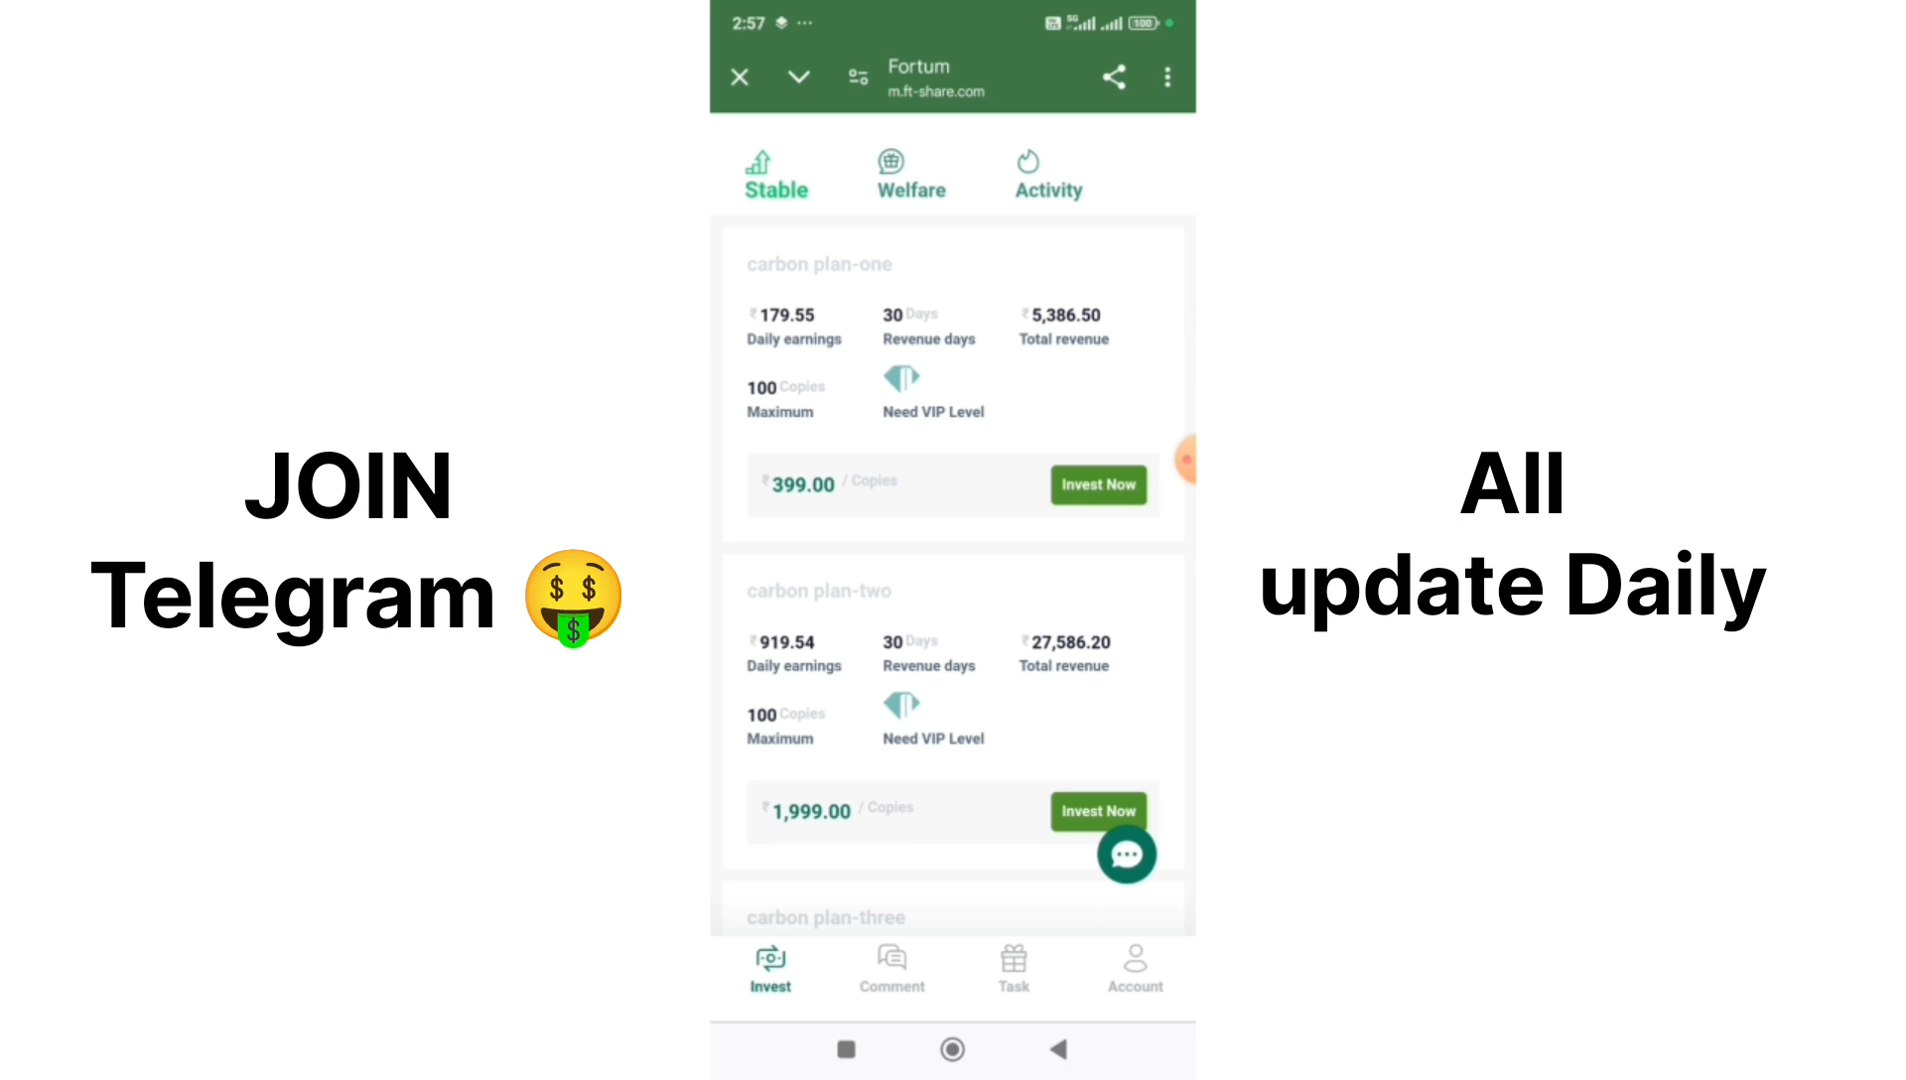 JOIN
Telegram 🤑
2:57
100
Fortum
m.ft-share.com
Stable Welfare Activity
carbon plan-one
₹179.55 30 Days ₹5,386.50
Daily earnings Revenue days Total revenue
100 Copies
Maximum Need VIP Level
₹399.00 / Copies Invest Now
carbon plan-two
₹919.54 30 Days ₹27,586.20
Daily earnings Revenue days Total revenue
100 Copies
Maximum Need VIP Level
₹1,999.00 / Copies Invest Now
carbon plan-three
Invest Comment Task Account
All
update Daily